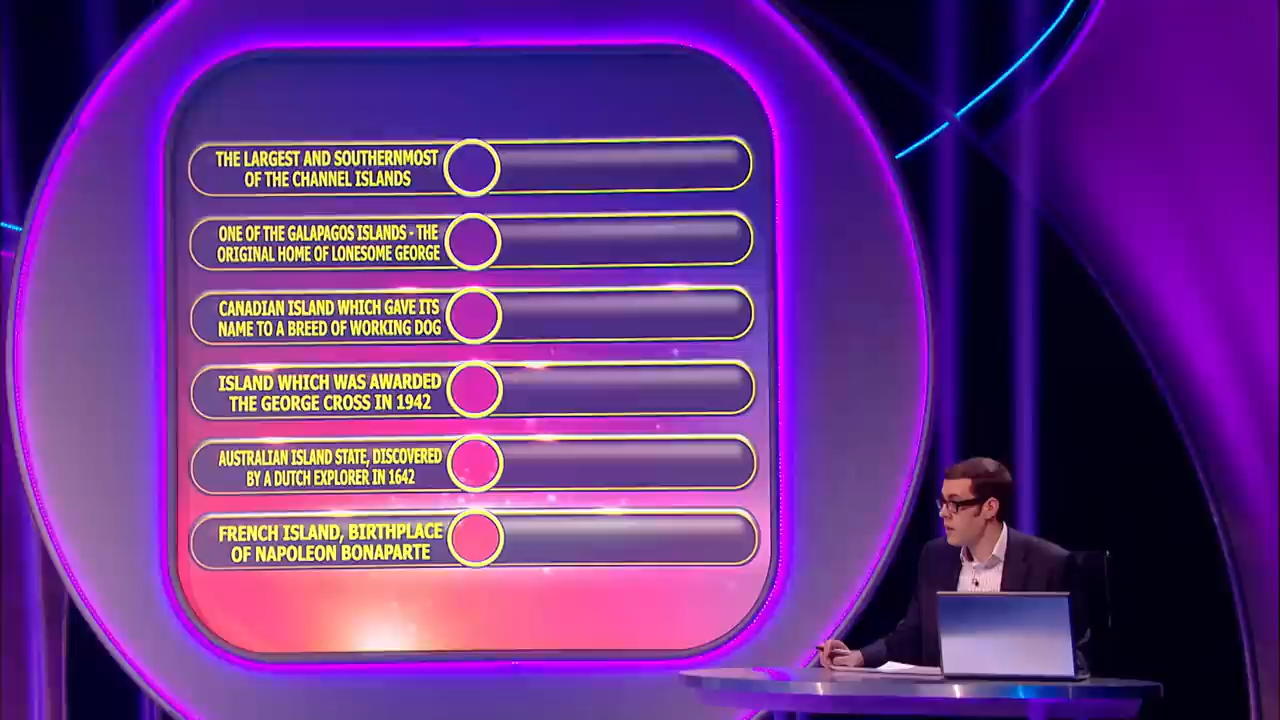 THE LARGEST AND SOUTHERNMOST
OF THE CHANNEL ISLANDS
ONE OF THE GALAPAGOS ISLANDS - THE
ORIGINAL HOME OF LONESOME GEORGE
CANADIAN ISLAND WHICH GAVE ITS
NAME TO A BREED OF WORKING DOG
ISLAND WHICH WAS AWARDED
THE GEORGE CROSS IN 1942
AUSTRALIAN ISLAND STATE, DISCOVERED
BY A DUTCH EXPLORER IN 1642
FRENCH ISLAND, BIRTHPLACE
OF NAPOLEON BONAPARTE